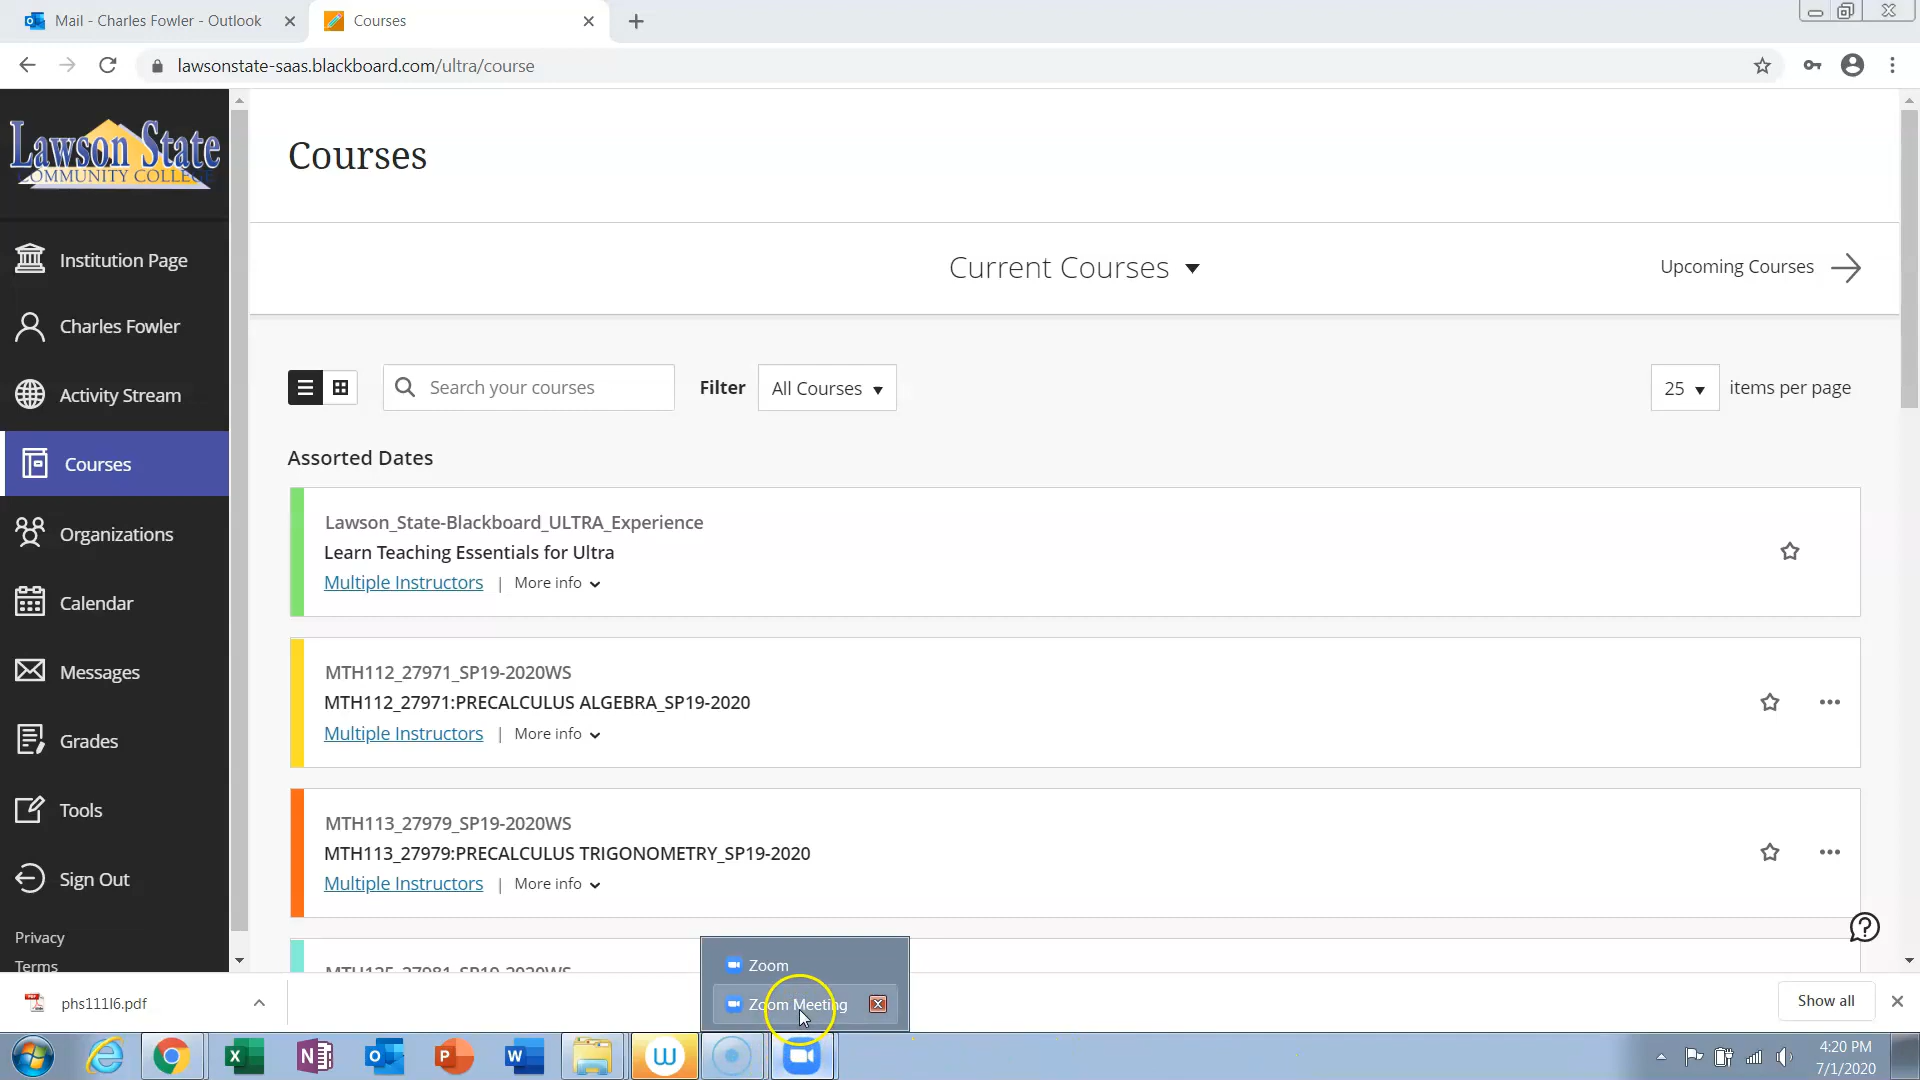 Mail - Charles Fowler - Outlook
Courses
lawsonstate-saas.blackboard.com/ultra/course
Lawson State
COMMUNITY COLLEGE
Institution Page
Charles Fowler
Activity Stream
Courses
Organizations
Calendar
Messages
Grades
Tools
Sign Out
Privacy
Terms
Courses
Current Courses
Upcoming Courses
Search your courses
Filter
All Courses
25
items per page
Assorted Dates
Lawson_State-Blackboard_ULTRA_Experience
Learn Teaching Essentials for Ultra
Multiple Instructors | More info
MTH112_27971_SP19-2020WS
MTH112_27971:PRECALCULUS ALGEBRA_SP19-2020
Multiple Instructors | More info
MTH113_27979_SP19-2020WS
MTH113_27979:PRECALCULUS TRIGONOMETRY_SP19-2020
Multiple Instructors | More info
MTH125_27981_SP19-2020WS
Zoom
Zoom Meeting
phs111l6.pdf
Show all
4:20 PM
7/1/2020